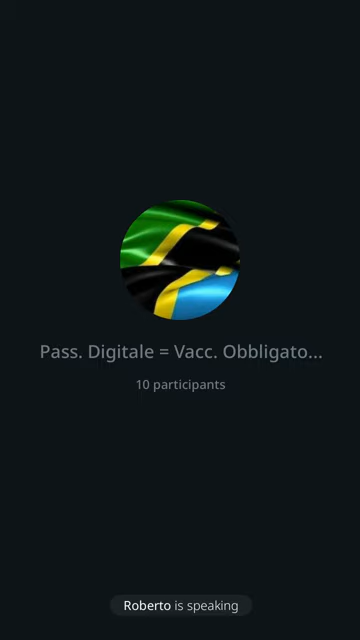 Pass. Digitale = Vacc. Obbligato...
10 participants
Roberto is speaking